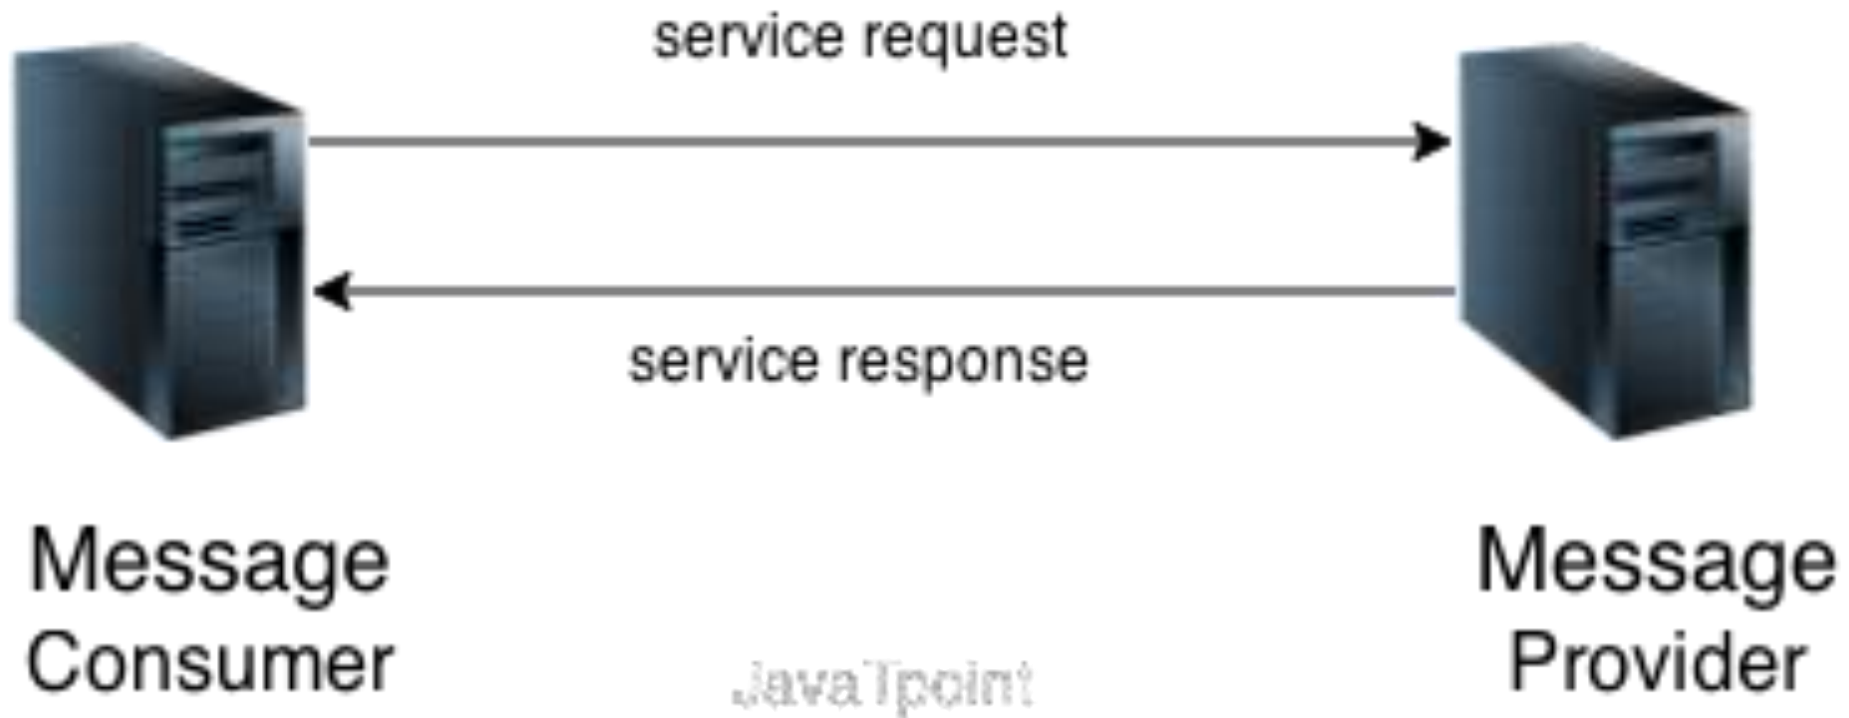 service request
service response
Message
Consumer
Message
Provider
JavaTpoint